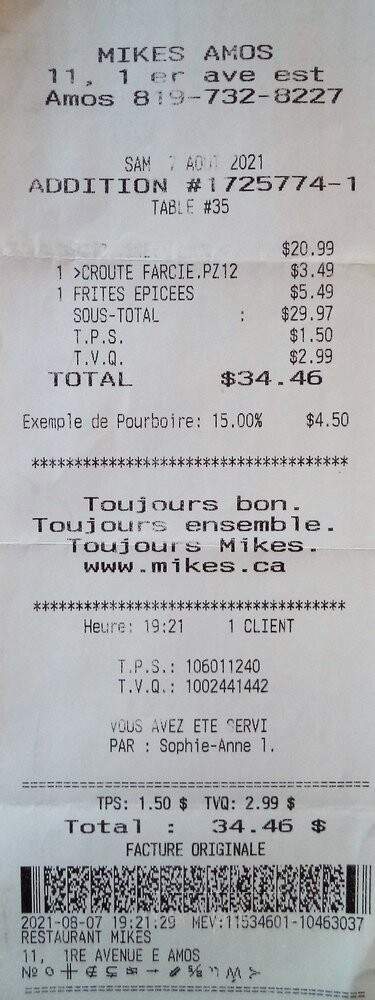 MIKES AMOS
11, 1 er ave est
Amos 819-732-8227
SAM 7 AOUT 2021
ADDITION #1725774-1
TABLE #35
$20.99
1 >CROUTE FARCIE.PZ12 $3.49
1 FRITES EPICEES $5.49
SOUS-TOTAL : $29.97
T.P.S. $1.50
T.V.Q. $2.99
TOTAL $34.46
Exemple de Pourboire: 15.00% $4.50
*************************************
Toujours bon.
Toujours ensemble.
Toujours Mikes.
www.mikes.ca
*************************************
Heure: 19:21 1 CLIENT
T.P.S.: 106011240
T.V.Q.: 1002441442
VOUS AVEZ ETE SERVI
PAR : Sophie-Anne 1.
==========================================
TPS: 1.50 $ TVQ: 2.99 $
Total : 34.46 $
FACTURE ORIGINALE
2021-08-07 19:21:29 MEV:11534601-10463037
RESTAURANT MIKES
11, 1RE AVENUE E AMOS
==========================================